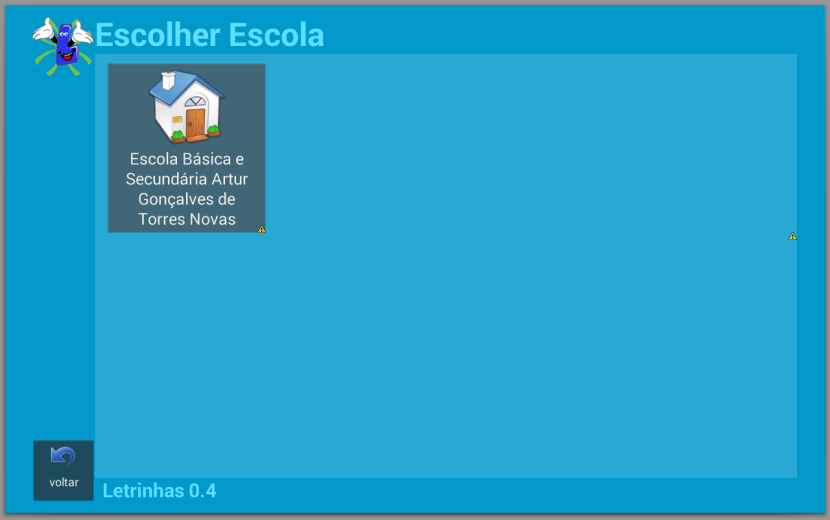 Escolher Escola
Escola Básica e
Secundária Artur
Gonçalves de
Torres Novas
voltar
Letrinhas 0.4